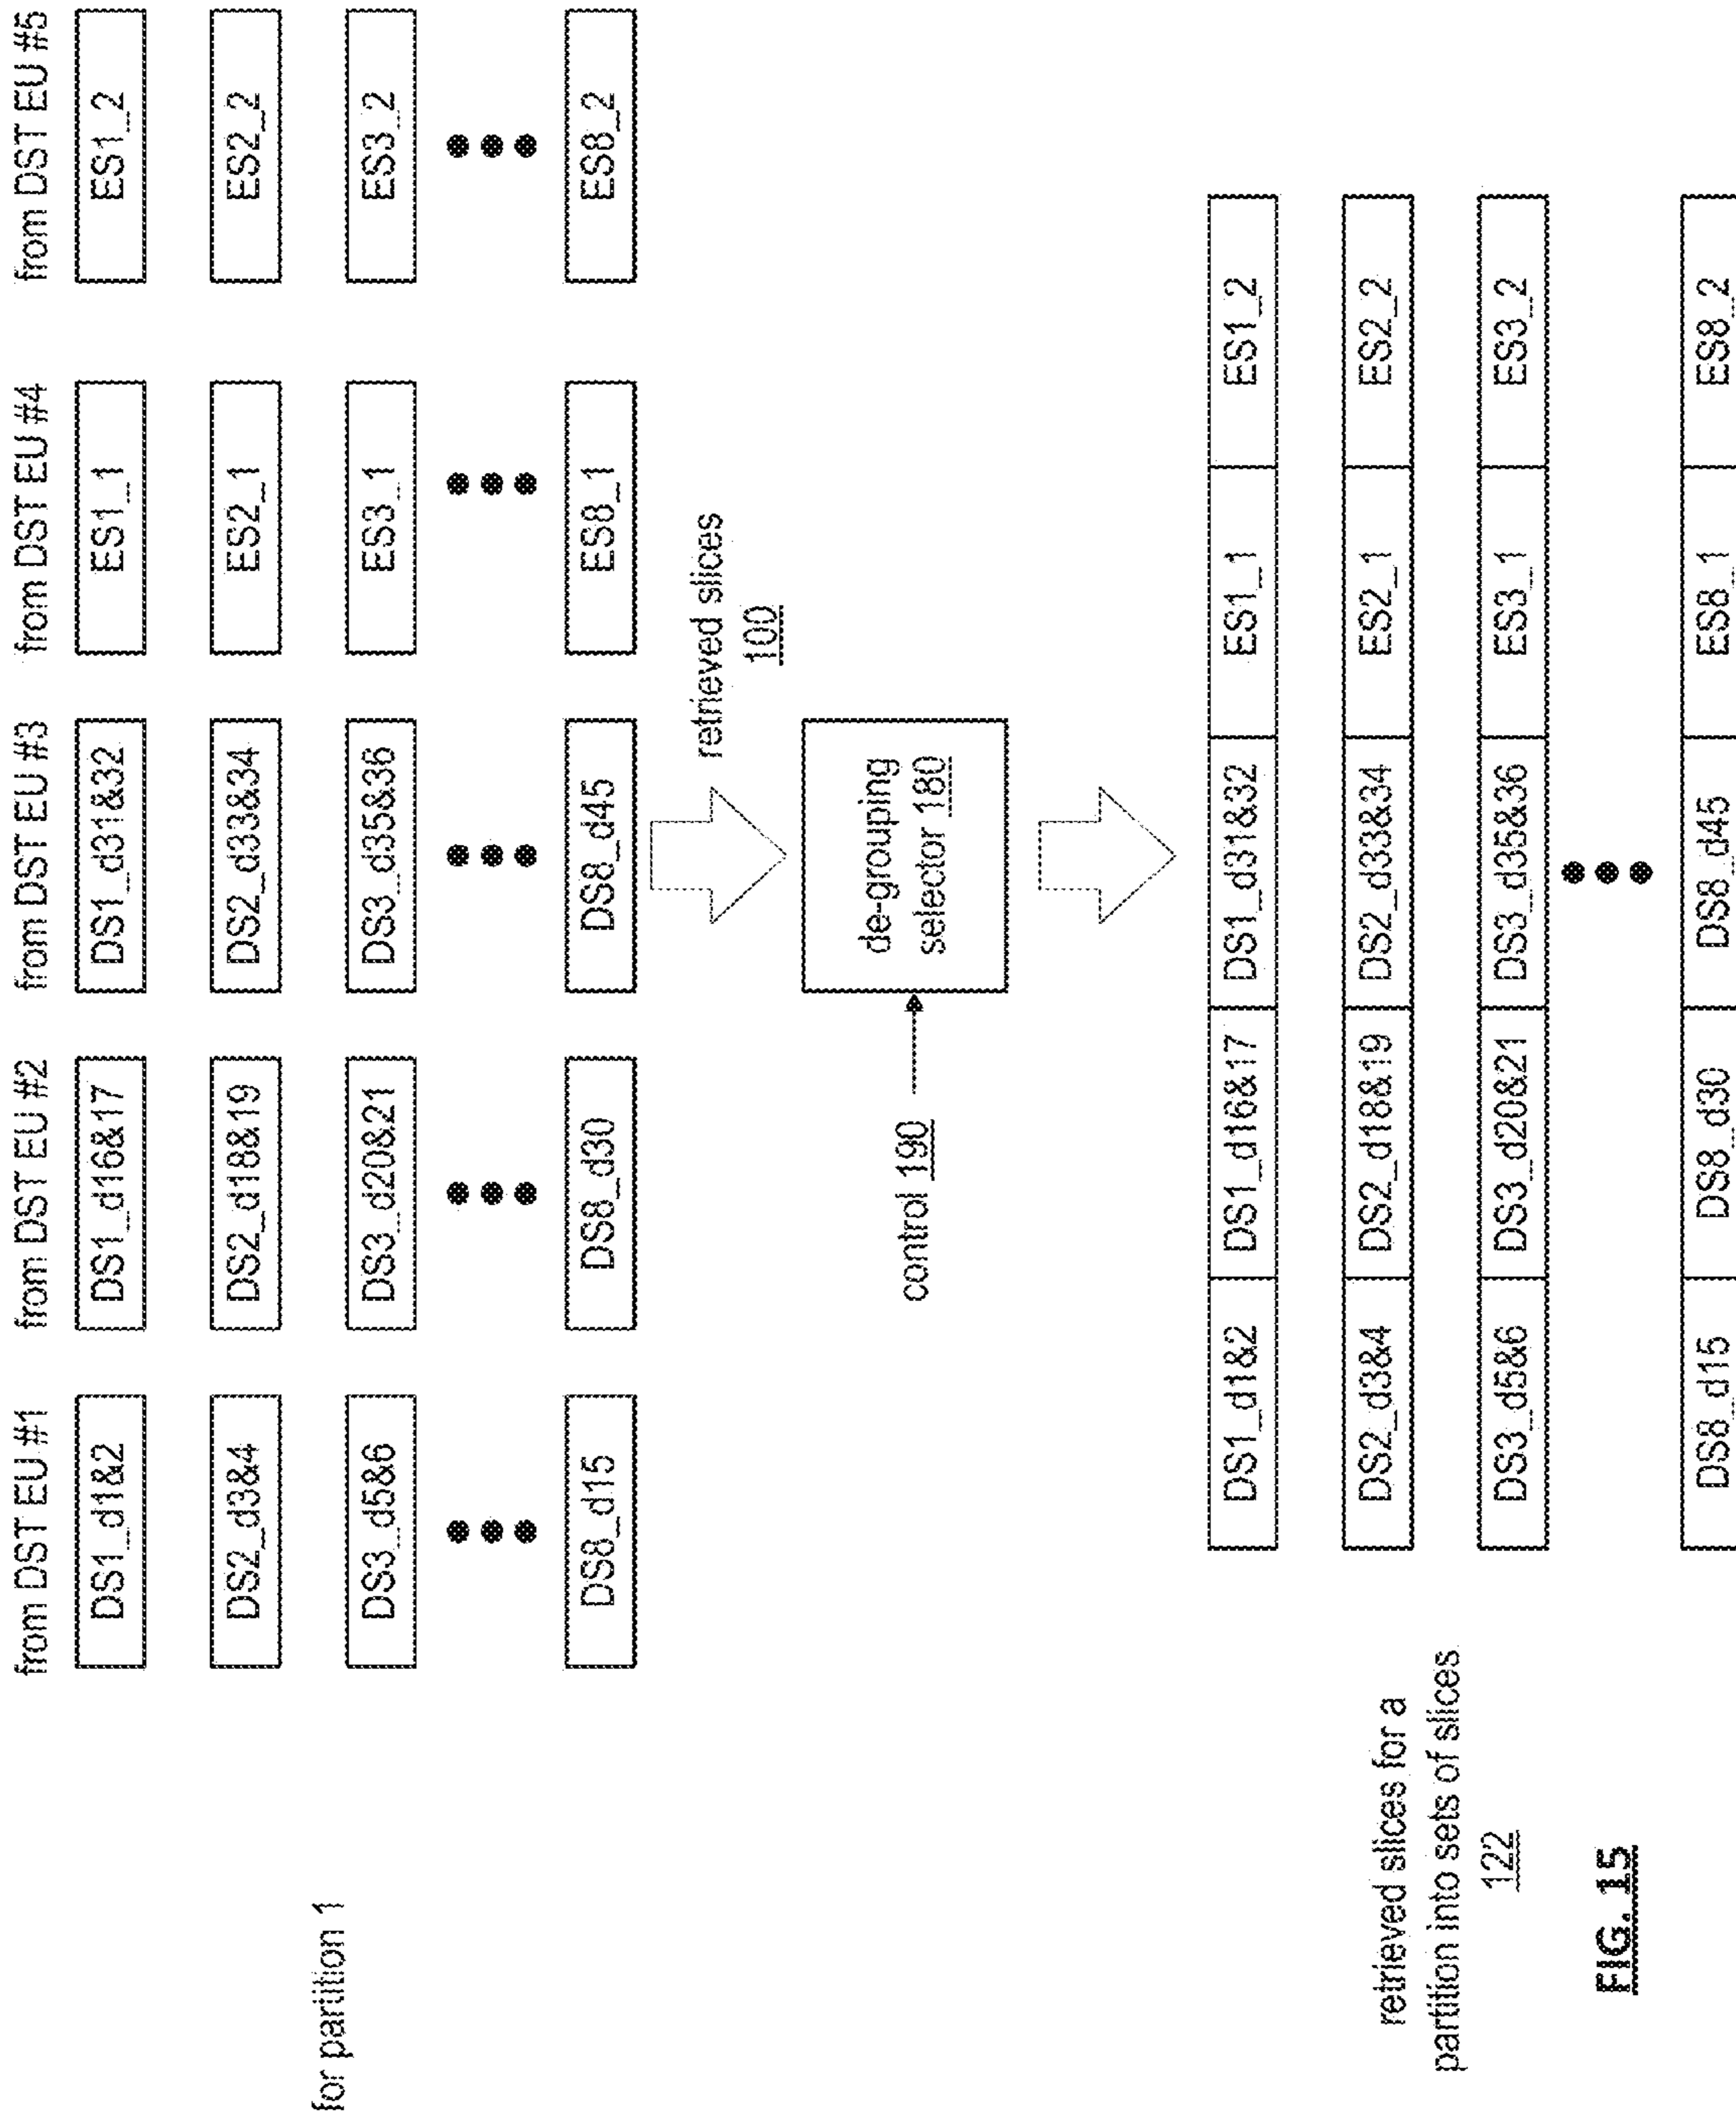 from DST EU #1
from DST EU #2
from DST EU #3
from DST EU #4
from DST EU #5
DS1_d1&2
DS1_d16&17
DS1_d31&32
ES1_1
ES1_2
DS2_d3&4
DS2_d18&19
DS2_d33&34
ES2_1
ES2_2
for partition 1
DS3_d5&6
DS3_d20&21
DS3_d35&36
ES3_1
ES3_2
DS8_d15
DS8_d30
DS8_d45
ES8_1
ES8_2
retrieved slices
100
control 190
de-grouping
selector 180
DS1_d1&2
DS1_d16&17
DS1_d31&32
ES1_1
ES1_2
DS2_d3&4
DS2_d18&19
DS2_d33&34
ES2_1
ES2_2
retrieved slices for a
partition into sets of slices
122
DS3_d5&6
DS3_d20&21
DS3_d35&36
ES3_1
ES3_2
DS8_d15
DS8_d30
DS8_d45
ES8_1
ES8_2
FIG. 15